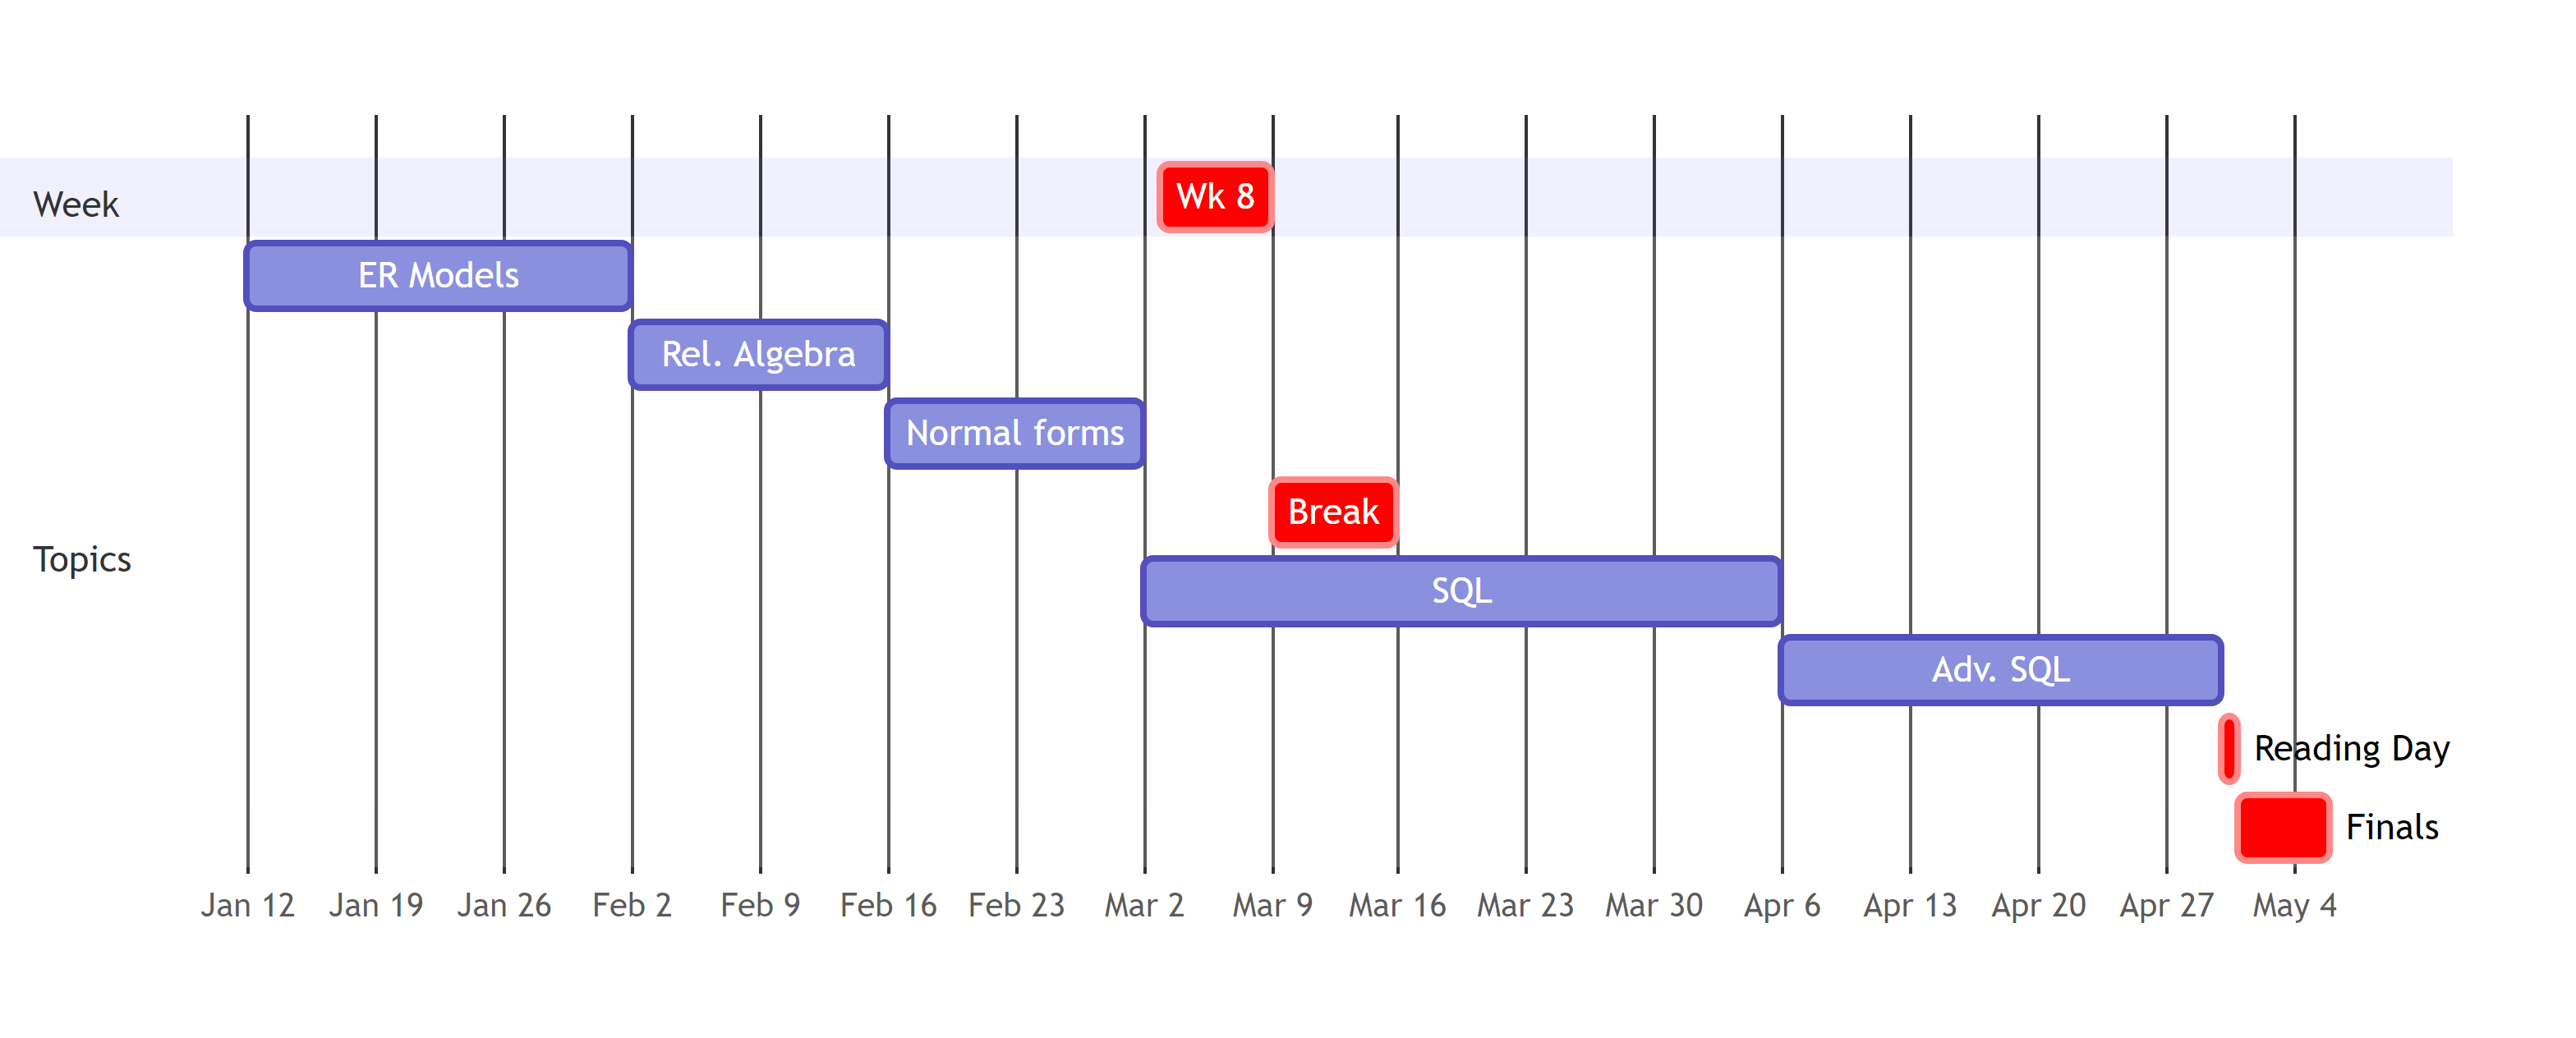 Week
Wk 8
ER Models
Rel. Algebra
Normal forms
Break
Topics
SQL
Adv. SQL
Reading Day
Finals
Jan 12 Jan 19 Jan 26 Feb 2 Feb 9 Feb 16 Feb 23 Mar 2 Mar 9 Mar 16 Mar 23 Mar 30 Apr 6 Apr 13 Apr 20 Apr 27 May 4